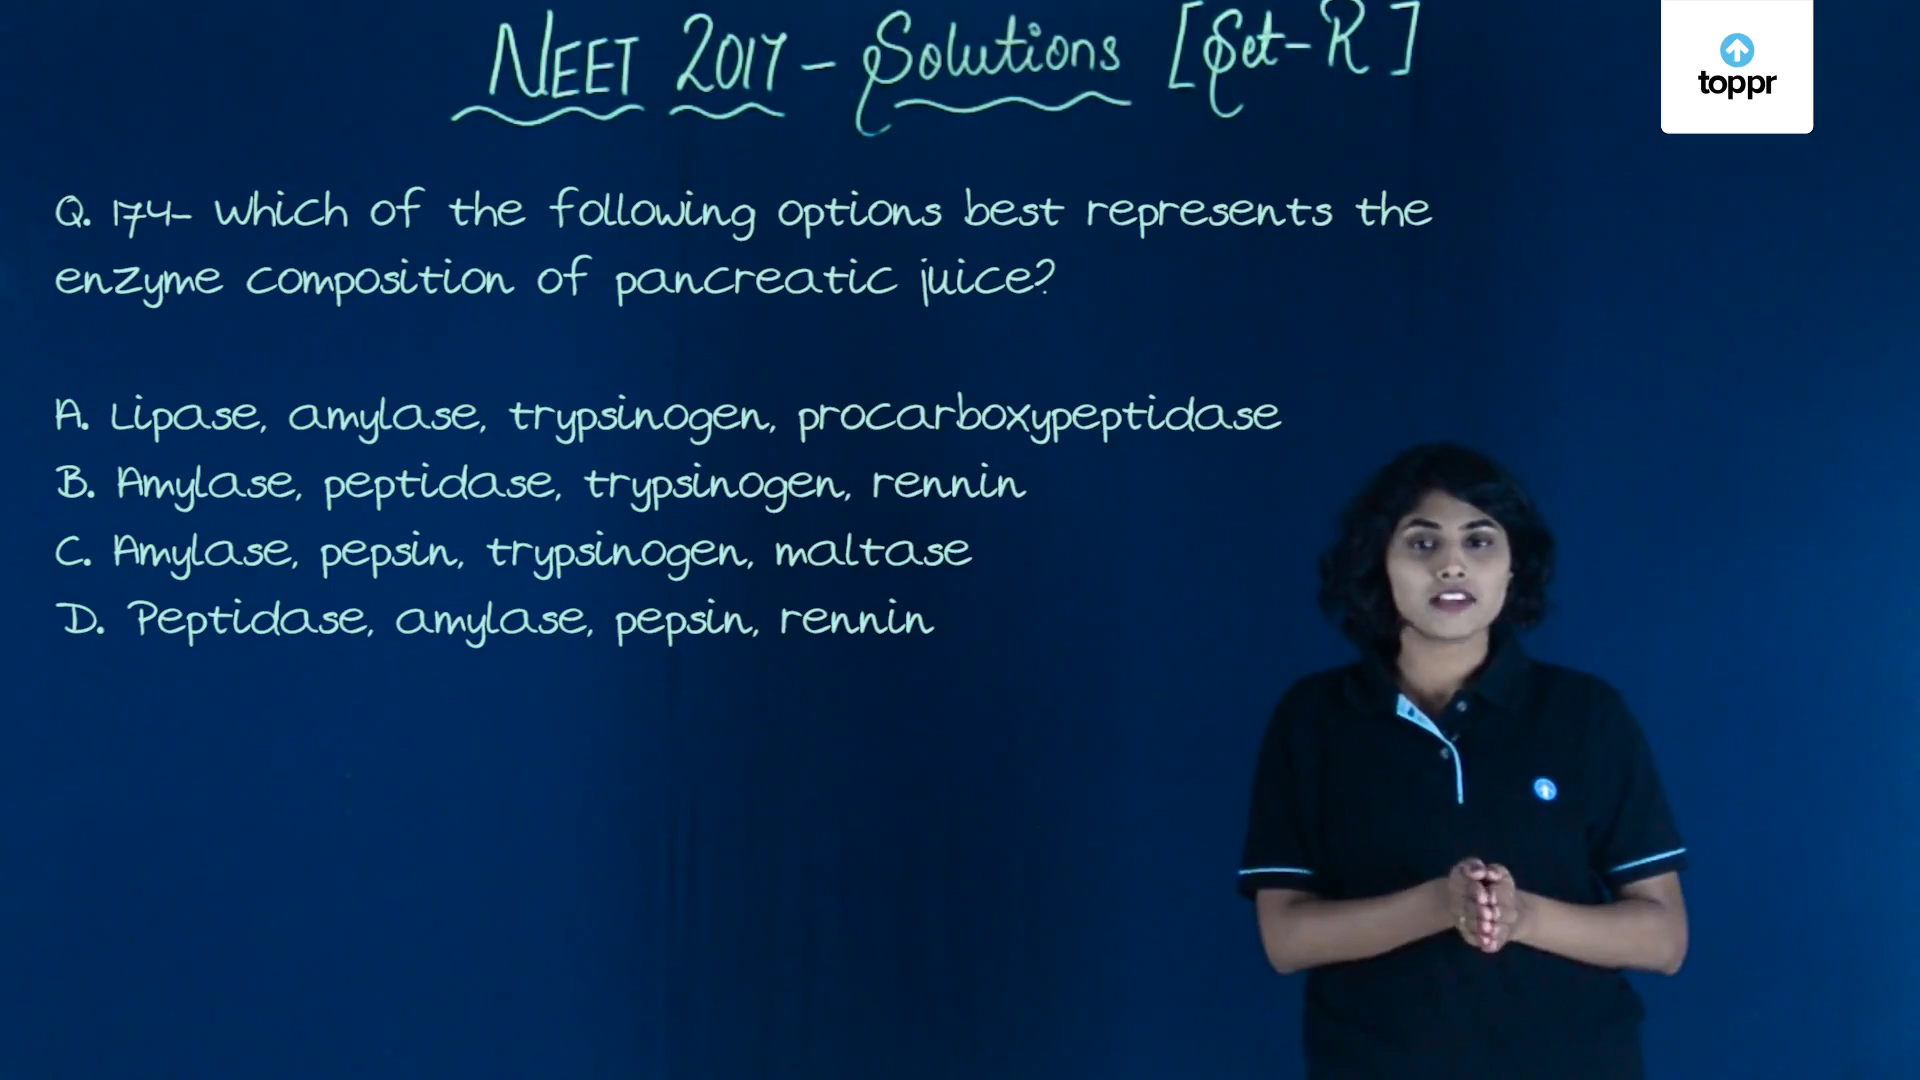 NEET 2017 - Solutions [Set-R]
toppr
Q. 174- Which of the following options best represents the
enzyme composition of pancreatic juice?
A. Lipase, amylase, trypsinogen, procarboxypeptidase
B. Amylase, peptidase, trypsinogen, rennin
C. Amylase, pepsin, trypsinogen, maltase
D. Peptidase, amylase, pepsin, rennin